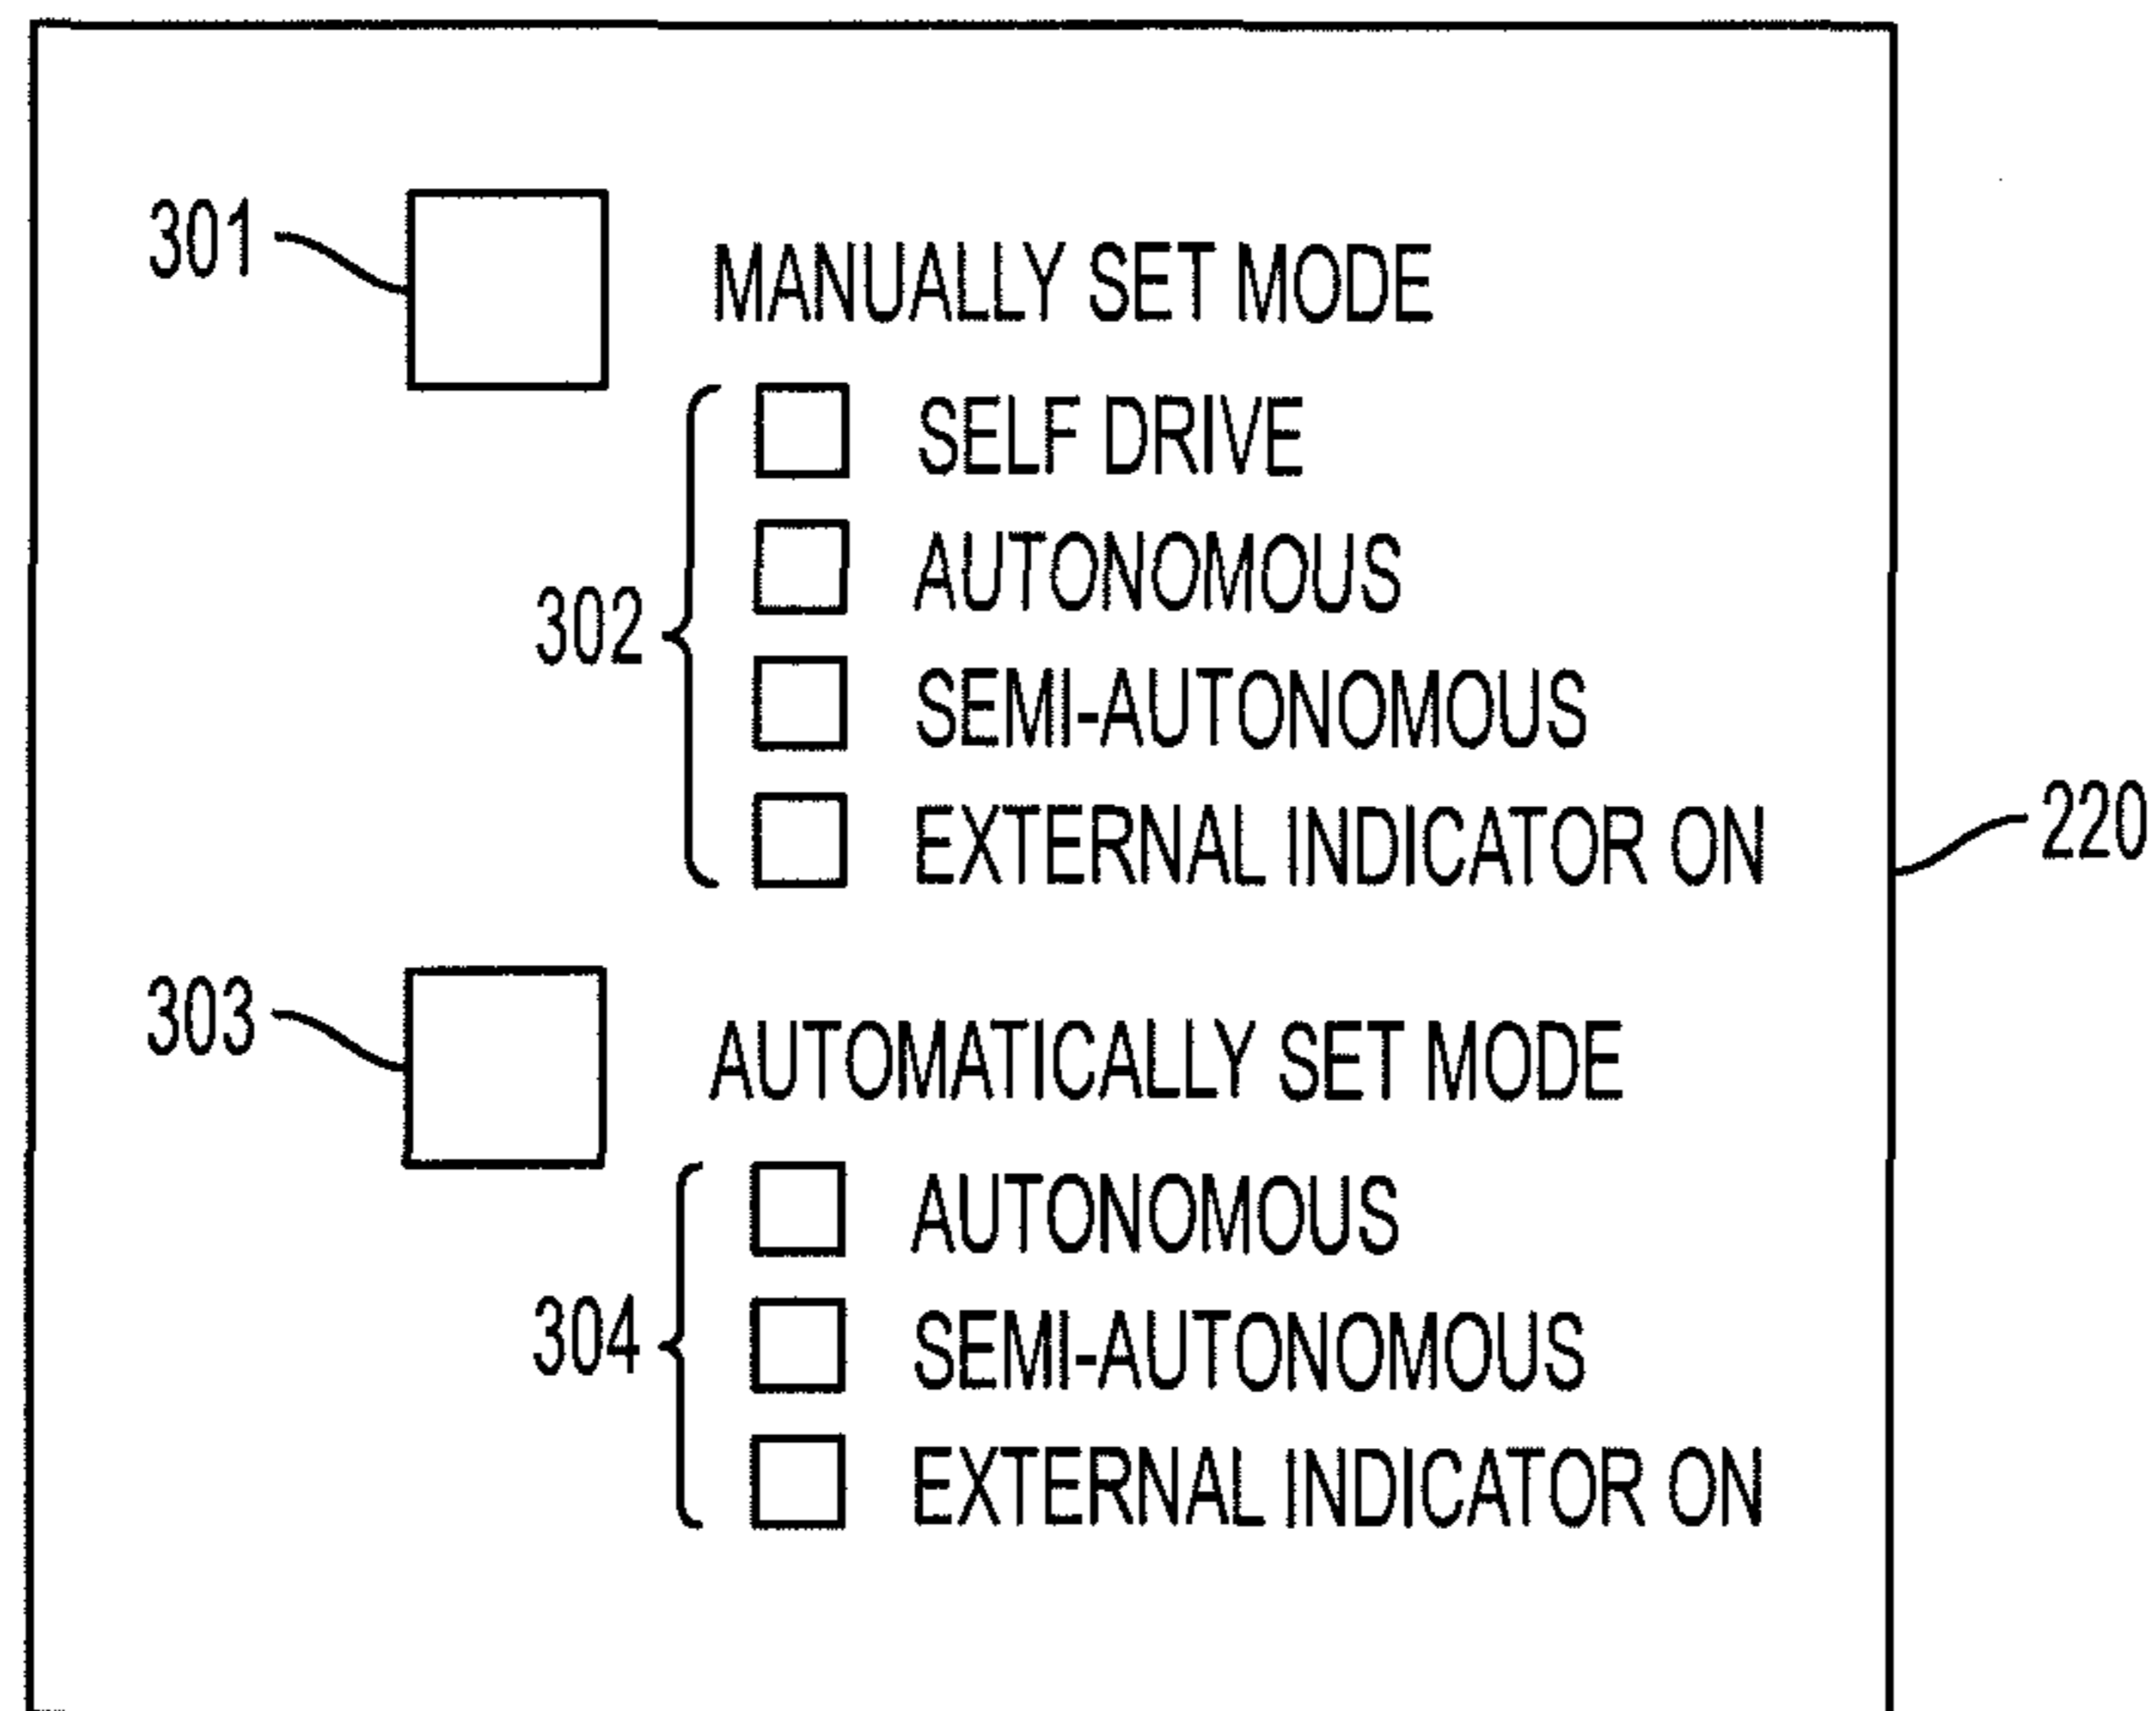 301
MANUALLY SET MODE
SELF DRIVE
AUTONOMOUS
302
SEMI-AUTONOMOUS
EXTERNAL INDICATOR ON
220
303
AUTOMATICALLY SET MODE
AUTONOMOUS
304
SEMI-AUTONOMOUS
EXTERNAL INDICATOR ON